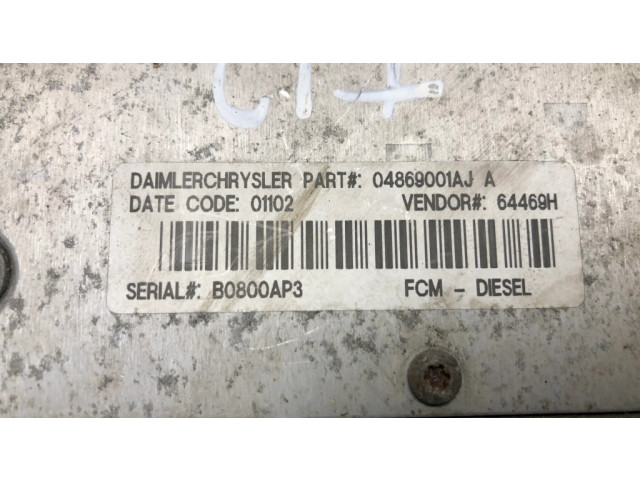 DAIMLERCHRYSLER PART#: 04869001AJ A
DATE CODE: 01102 VENDOR#: 64469H
SERIAL#: B0800AP3 FCM - DIESEL